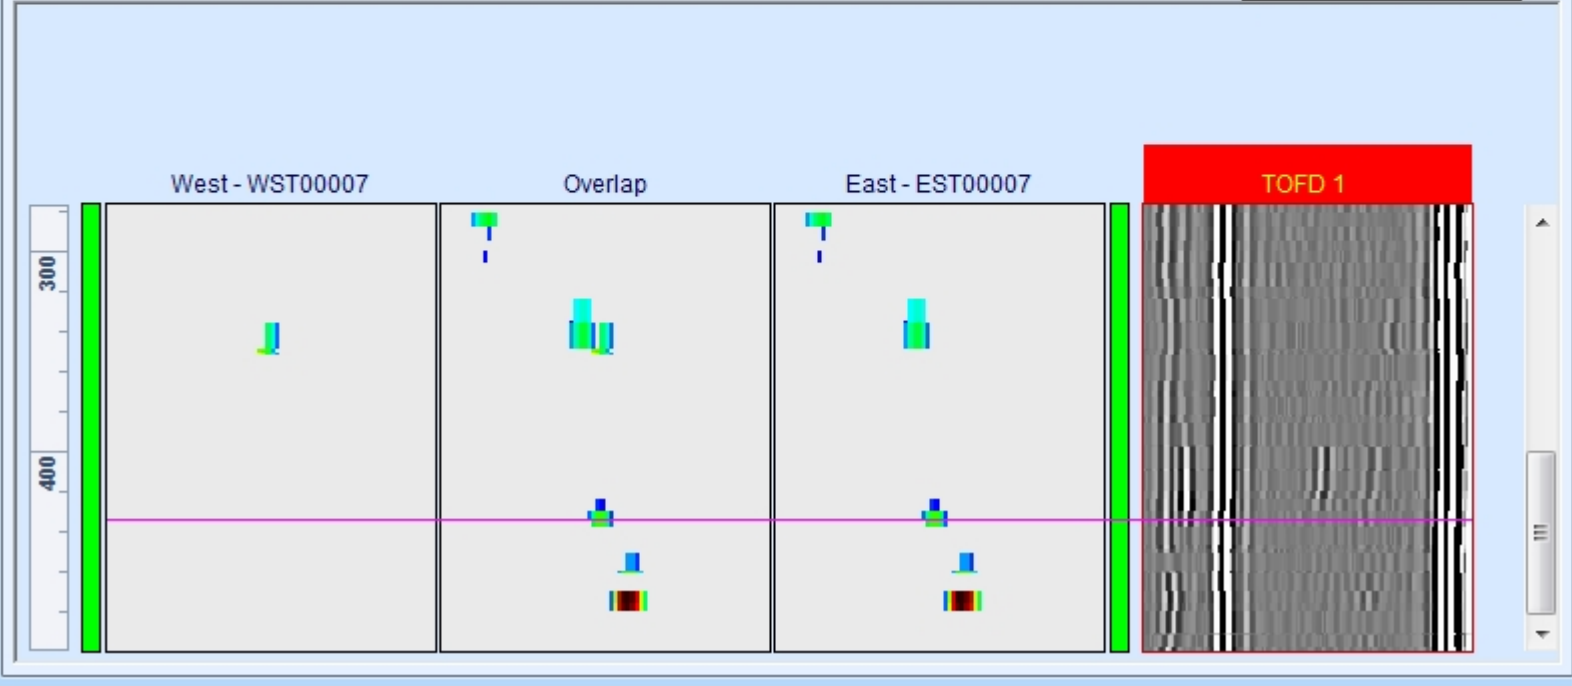 West - WST00007
Overlap
East - EST00007
TOFD 1
300
400